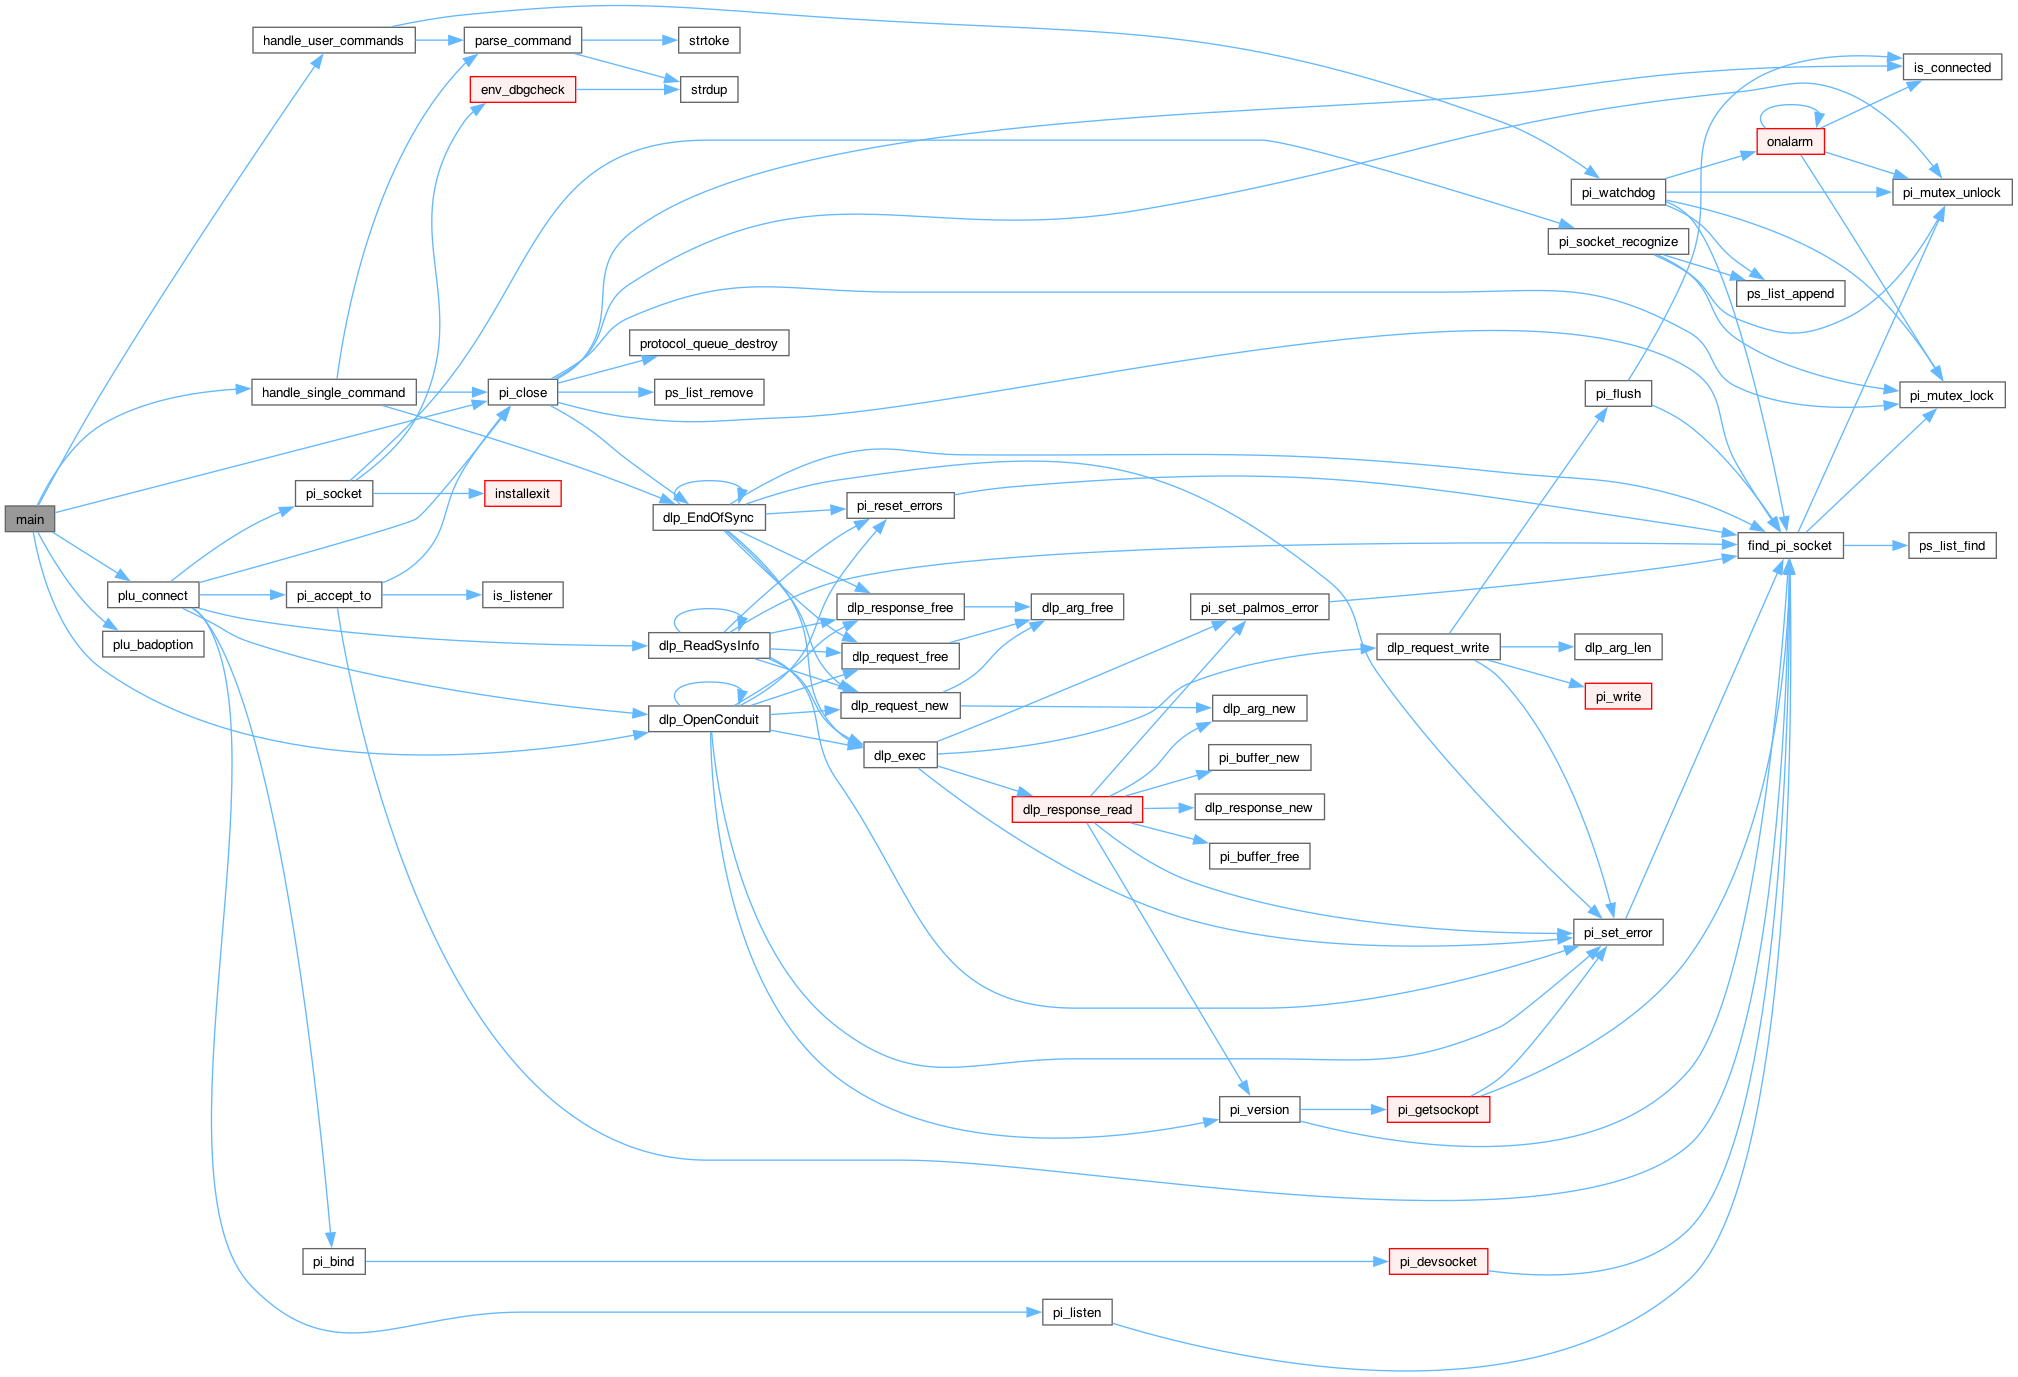 main
handle_user_commands
handle_single_command
plu_connect
plu_badoption
pi_socket
pi_accept_to
pi_bind
parse_command
env_dbgcheck
pi_close
installexit
is_listener
strtoke
strdup
protocol_queue_destroy
ps_list_remove
dlp_EndOfSync
dlp_ReadSysInfo
dlp_OpenConduit
pi_reset_errors
dlp_response_free
dlp_request_free
dlp_request_new
dlp_exec
dlp_arg_free
dlp_response_read
pi_listen
pi_set_palmos_error
dlp_arg_new
pi_buffer_new
dlp_response_new
pi_buffer_free
pi_version
dlp_request_write
pi_getsockopt
pi_devsocket
pi_watchdog
pi_socket_recognize
pi_flush
dlp_arg_len
pi_write
pi_set_error
onalarm
ps_list_append
find_pi_socket
is_connected
pi_mutex_unlock
pi_mutex_lock
ps_list_find